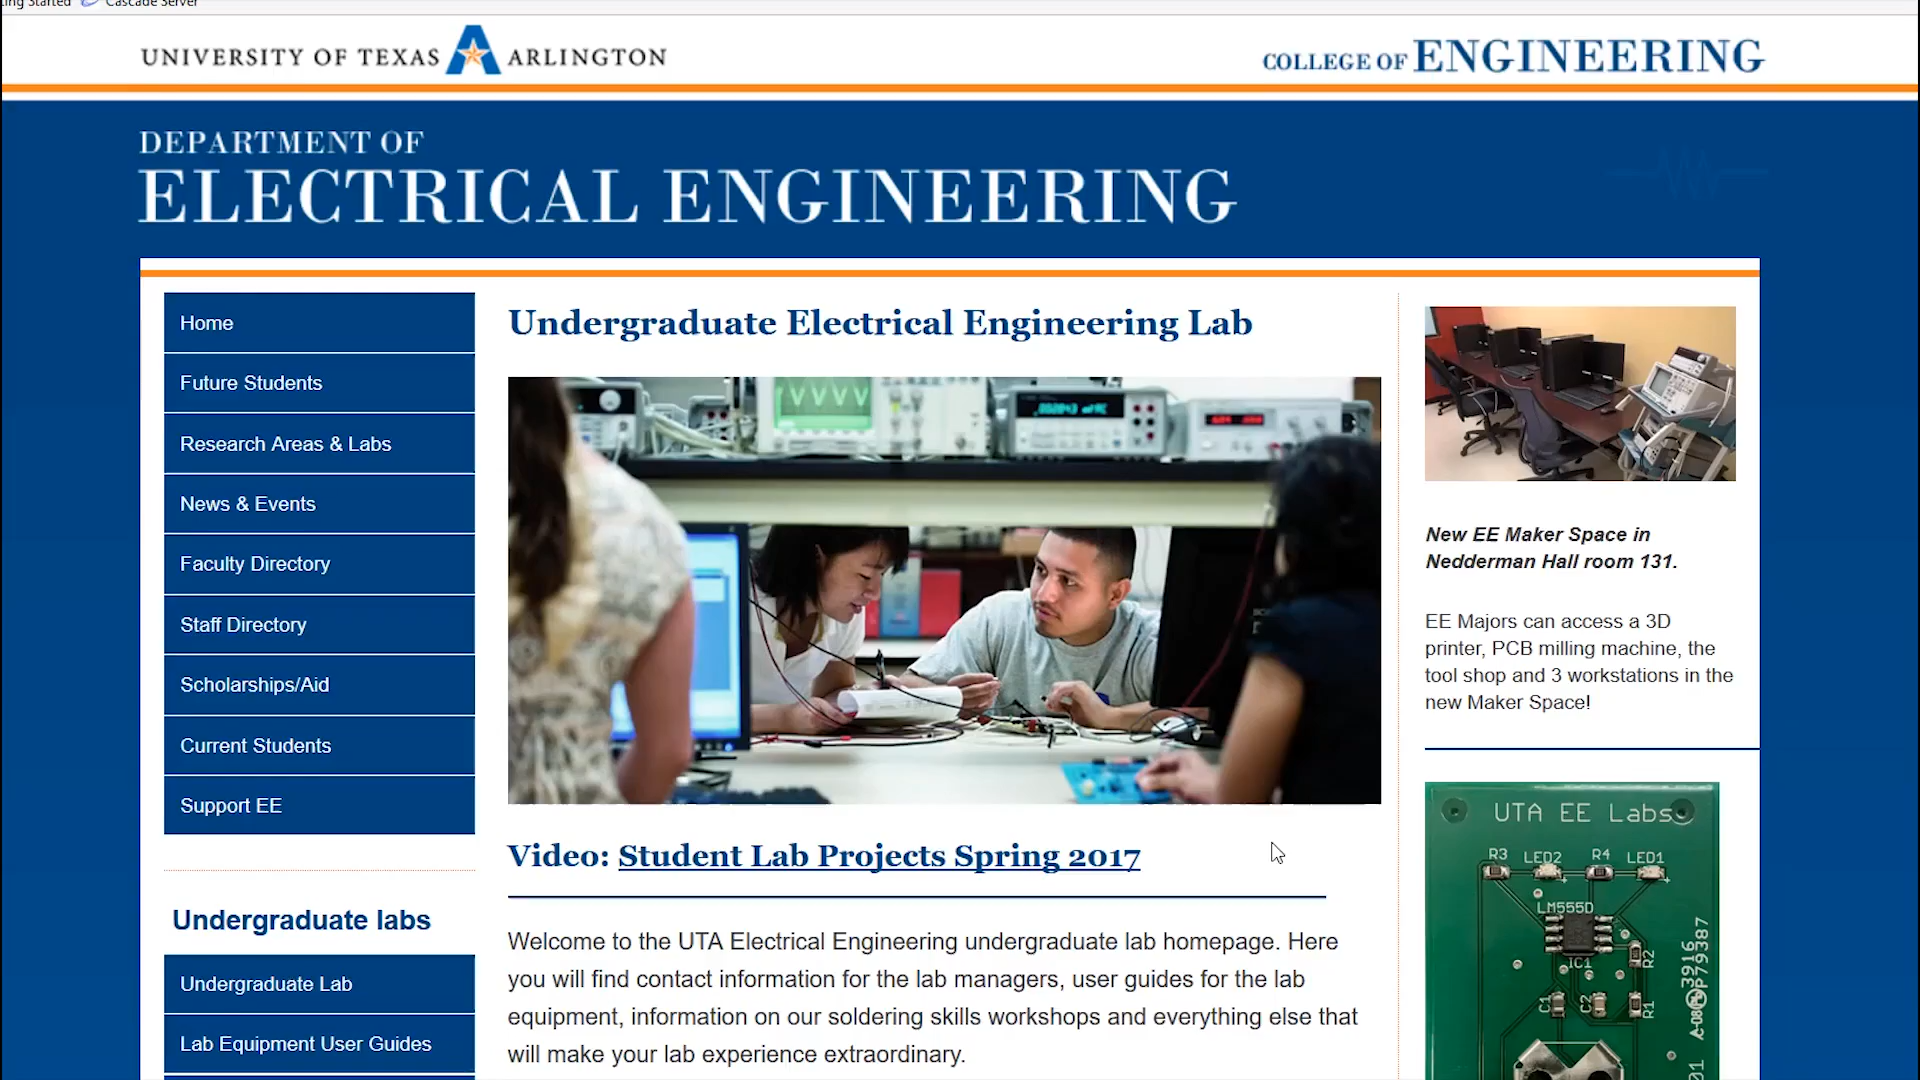 Cascade Server
UNIVERSITY OF TEXAS ARLINGTON
COLLEGE OF ENGINEERING
DEPARTMENT OF
ELECTRICAL ENGINEERING
Home
Future Students
Research Areas & Labs
News & Events
Faculty Directory
Staff Directory
Scholarships/Aid
Current Students
Support EE
Undergraduate labs
Undergraduate Lab
Lab Equipment User Guides
Undergraduate Electrical Engineering Lab
Video: Student Lab Projects Spring 2017
Welcome to the UTA Electrical Engineering undergraduate lab homepage. Here
you will find contact information for the lab managers, user guides for the lab
equipment, information on our soldering skills workshops and everything else that
will make your lab experience extraordinary.
New EE Maker Space in
Nedderman Hall room 131.
EE Majors can access a 3D
printer, PCB milling machine, the
tool shop and 3 workstations in the
new Maker Space!
UTA EE Labs
R3 LED2 R4 LED1
LM555D
IC1
R2
C1 C2 R1
3916